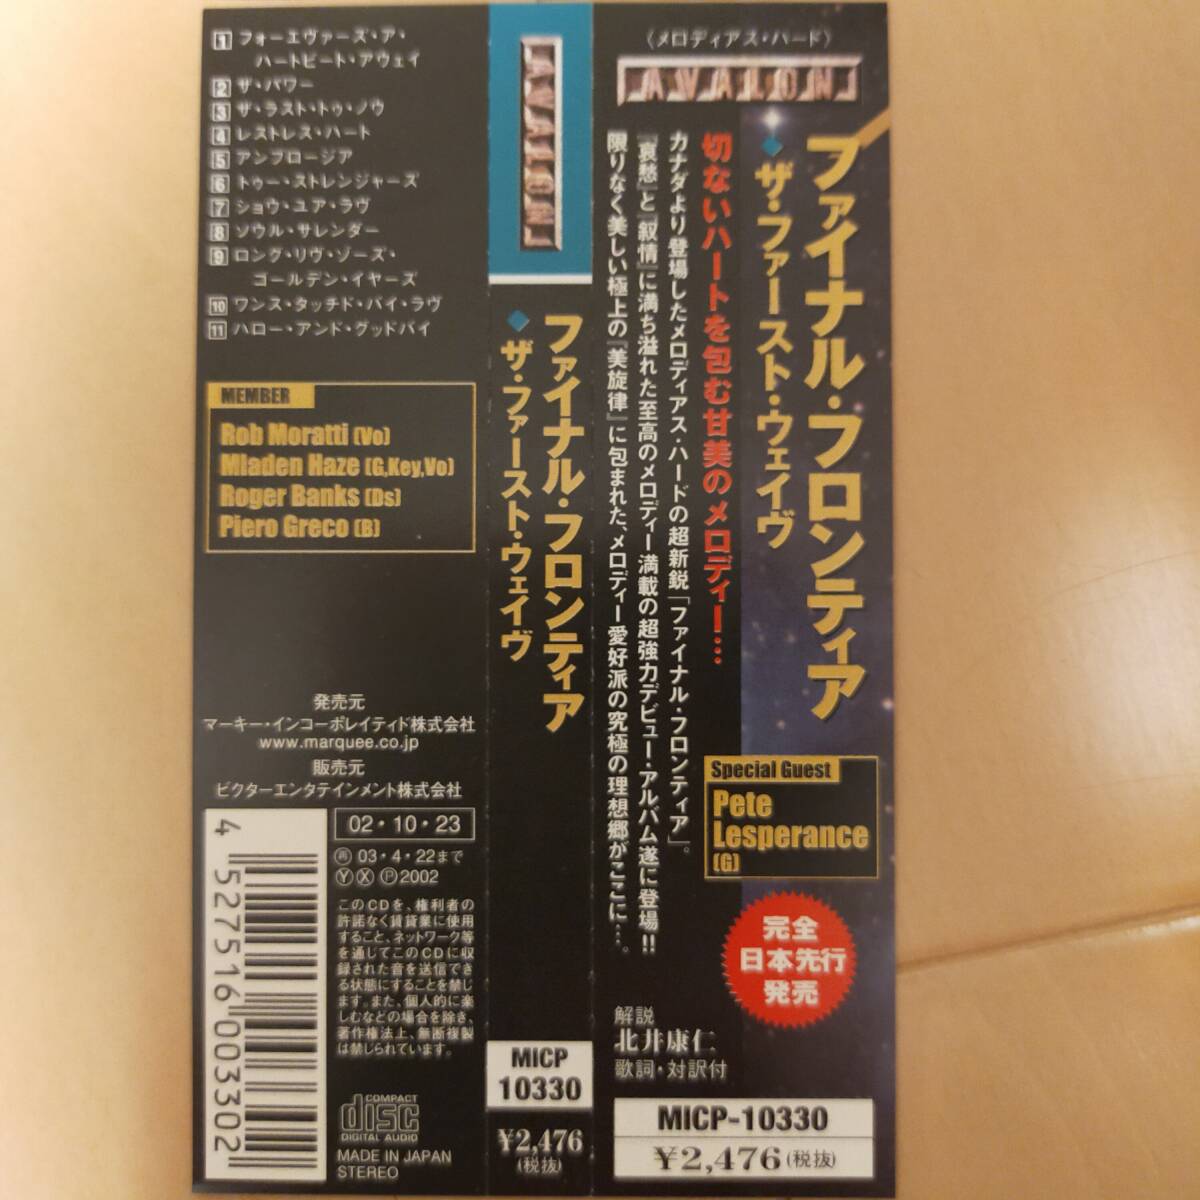 1 フォーエヴァーズ・ア・
ハートビート・アウェイ
2 ザ・パワー
3 ザ・ラスト・トゥ・ノウ
4 レストレス・ハート
5 アンブロージア
6 トゥー・ストレンジャーズ
7 ショウ・ユア・ラヴ
8 ソウル・サレンダー
9 ロング・リヴ・ゾーズ・
ゴールデン・イヤーズ
10 ワンス・タッチド・バイ・ラヴ
11 ハロー・アンド・グッドバイ
MEMBER
Rob Moratti (Vo)
Mladen Haze (G,Key,Vo)
Roger Banks (Ds)
Piero Greco (B)
発売元
マーキー・インコーポレイティド株式会社
www.marquee.co.jp
販売元
ビクターエンタテインメント株式会社
4 527516 003302
02・10・23
再 03・4・22まで
Ⓨ Ⓧ Ⓟ2002
このCDを、権利者の
許諾なく賃貸業に使用
すること、ネットワーク等
を通じてこのCDに収
録された音を送信でき
る状態にすることを禁じ
ます。また、個人的に楽
しむなどの場合を除き、
著作権法上、無断複製
は禁じられています。
COMPACT
disc
DIGITAL AUDIO
MADE IN JAPAN
STEREO
AVALON
ファイナル・フロンティア
◆ザ・ファースト・ウェイヴ
MICP
10330
¥2,476
(税抜)
〈メロディアス・ハード〉
AVALON
ファイナル・フロンティア
◆ザ・ファースト・ウェイヴ
切ないハートを包む甘美のメロディー…
カナダより登場したメロディアス・ハードの超新鋭「ファイナル・フロンティア」。
『哀愁』と『叙情』に満ち溢れた至高のメロディー満載の超強力デビュー・アルバム遂に登場!!
限りなく美しい極上の『美旋律』に包まれた、メロディー愛好派の究極の理想郷がここに…。
Special Guest
Pete
Lesperance
(G)
完全
日本先行
発売
解説
北井康仁
歌詞・対訳付
MICP-10330
¥2,476(税抜)